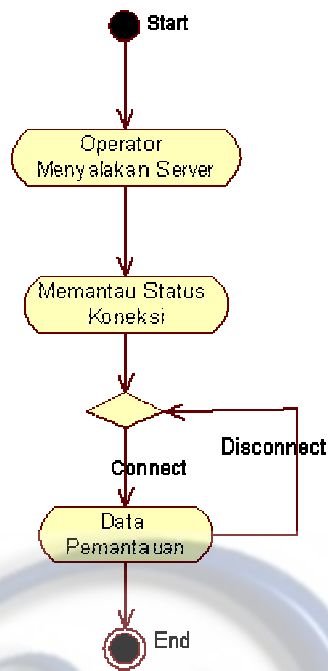 Start
Operator
Menyalakan Server
Memantau Status
Koneksi
Disconnect
Connect
Data
Pemantauan
End